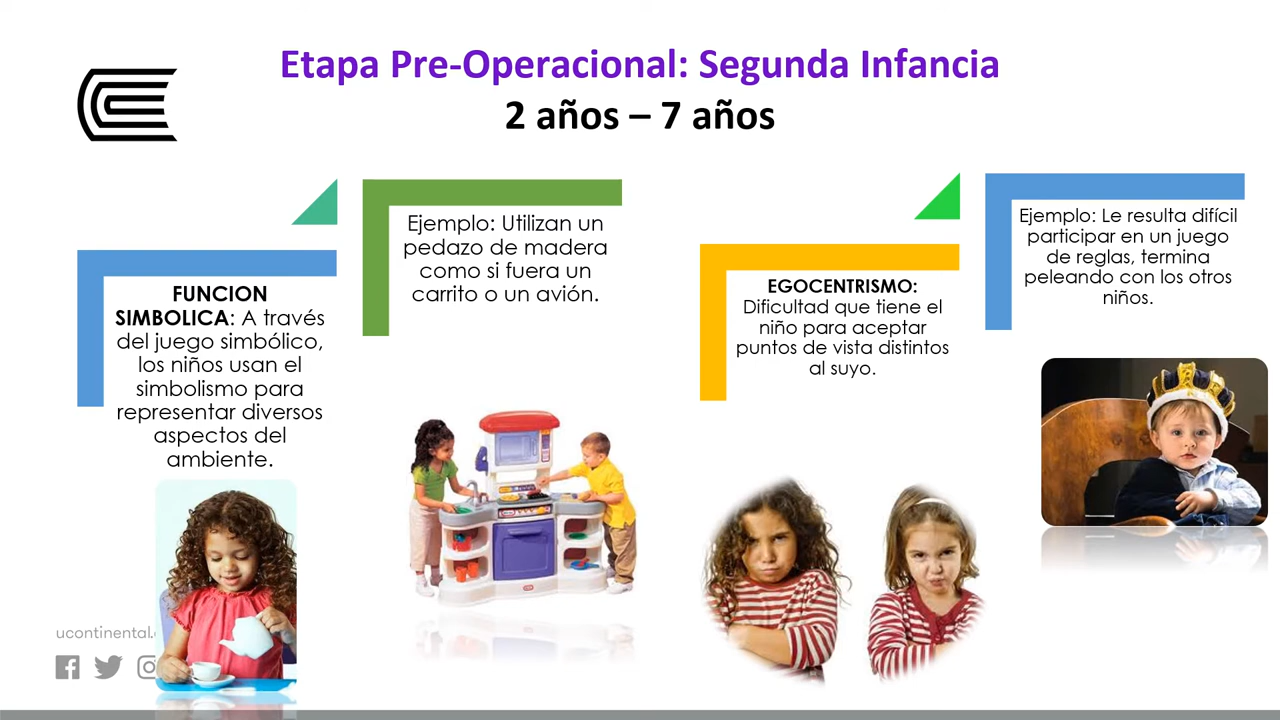 Etapa Pre-Operacional: Segunda Infancia
2 años – 7 años
FUNCION
SIMBOLICA: A través
del juego simbólico,
los niños usan el
simbolismo para
representar diversos
aspectos del
ambiente.
Ejemplo: Utilizan un
pedazo de madera
como si fuera un
carrito o un avión.
EGOCENTRISMO:
Dificultad que tiene el
niño para aceptar
puntos de vista distintos
al suyo.
Ejemplo: Le resulta difícil
participar en un juego
de reglas, termina
peleando con los otros
niños.
ucontinental.